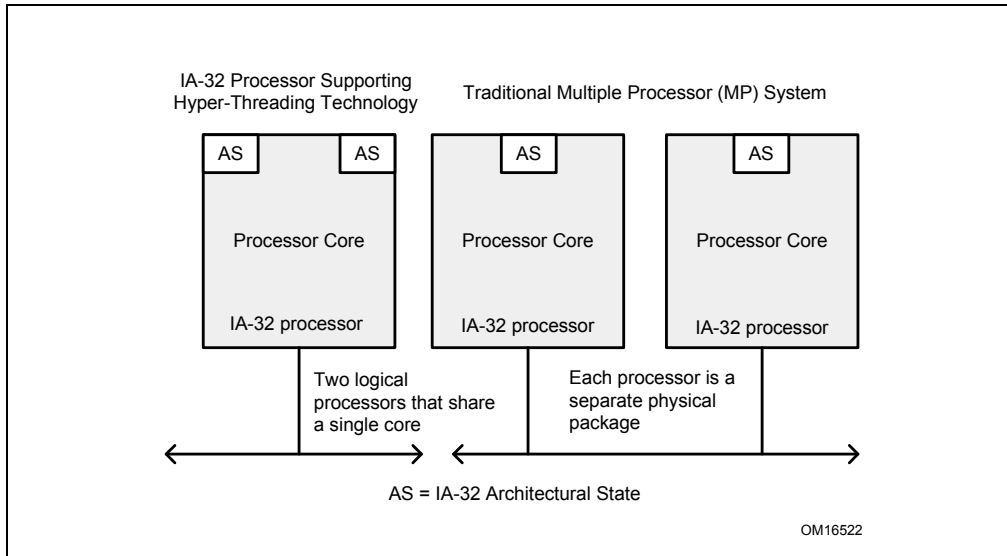 IA-32 Processor Supporting
Hyper-Threading Technology
Traditional Multiple Processor (MP) System
AS
AS
AS
AS
Processor Core
Processor Core
Processor Core
IA-32 processor
IA-32 processor
IA-32 processor
Two logical
processors that share
a single core
Each processor is a
separate physical
package
AS = IA-32 Architectural State
OM16522